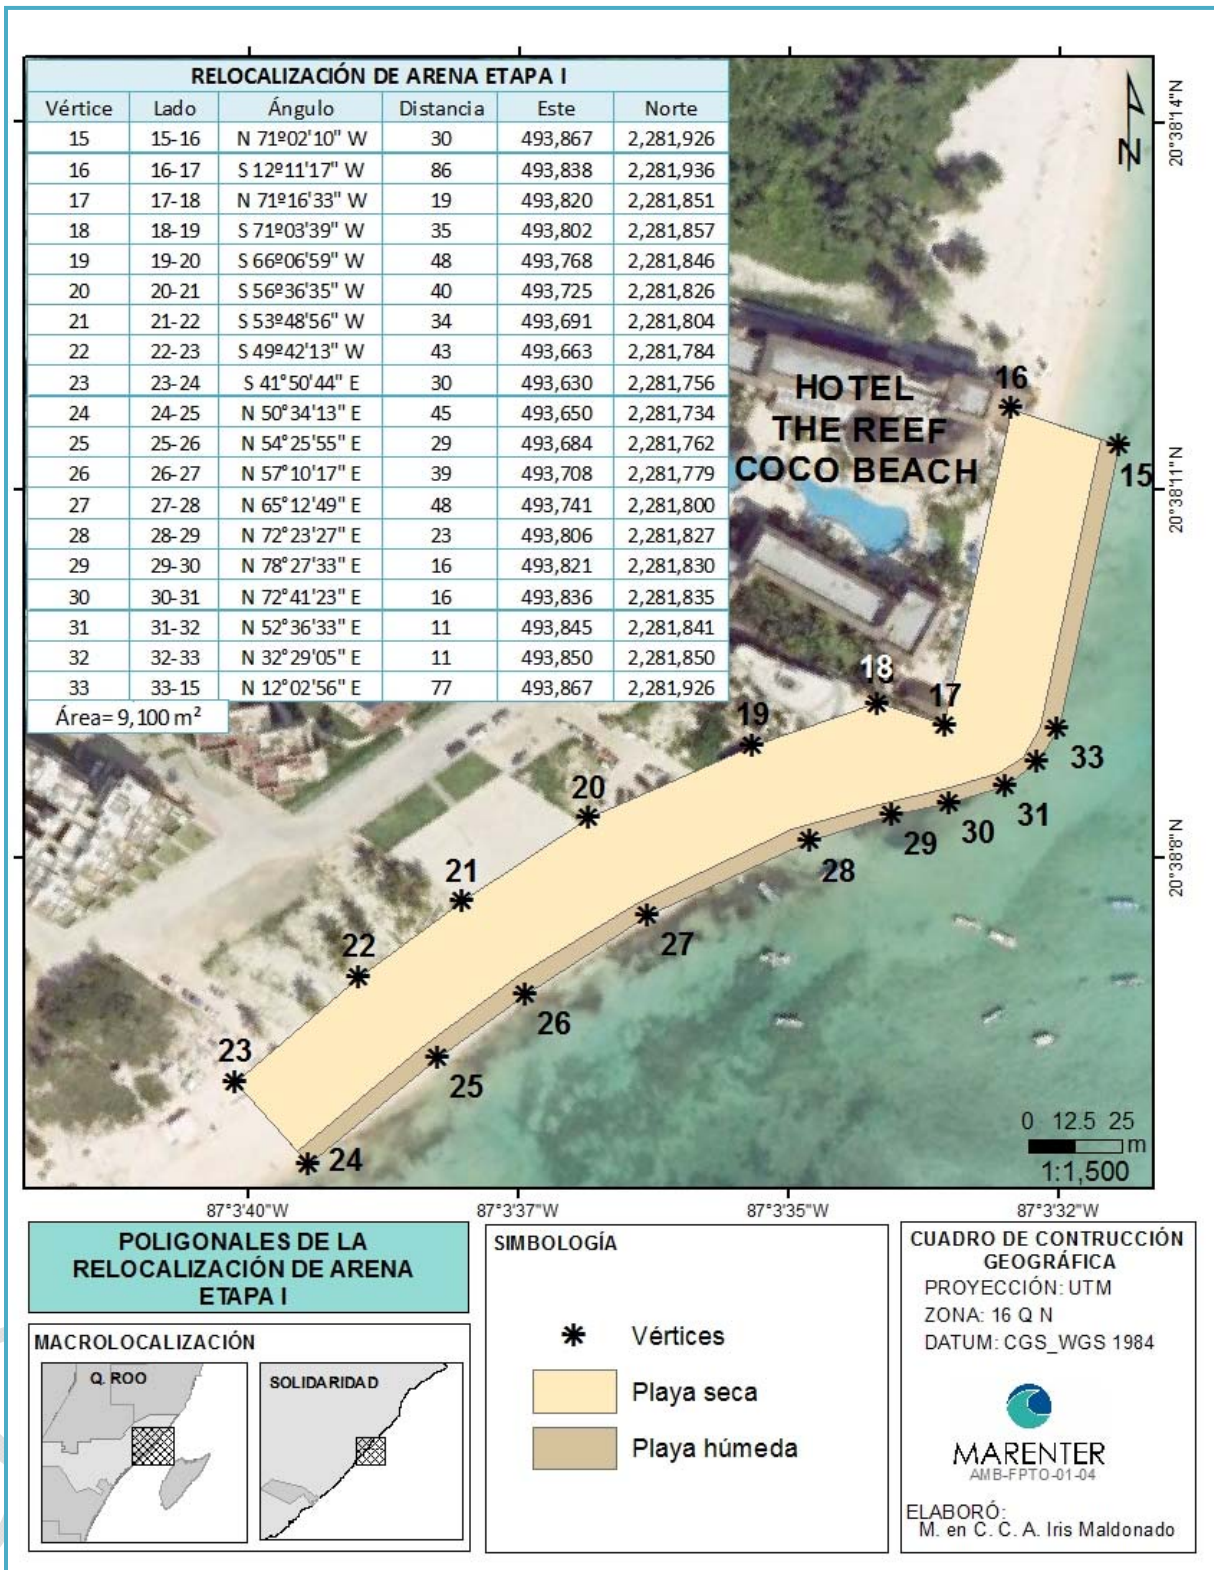 RELOCALIZACIÓN DE ARENA ETAPA I
Vértice Lado Ángulo Distancia Este Norte
15 15-16 N 71º02'10" W 30 493,867 2,281,926
16 16-17 S 12º11'17" W 86 493,838 2,281,936
17 17-18 N 71º16'33" W 19 493,820 2,281,851
18 18-19 S 71º03'39" W 35 493,802 2,281,857
19 19-20 S 66º06'59" W 48 493,768 2,281,846
20 20-21 S 56º36'35" W 40 493,725 2,281,826
21 21-22 S 53º48'56" W 34 493,691 2,281,804
22 22-23 S 49º42'13" W 43 493,663 2,281,784
23 23-24 S 41°50'44" E 30 493,630 2,281,756
24 24-25 N 50°34'13" E 45 493,650 2,281,734
25 25-26 N 54°25'55" E 29 493,684 2,281,762
26 26-27 N 57°10'17" E 39 493,708 2,281,779
27 27-28 N 65°12'49" E 48 493,741 2,281,800
28 28-29 N 72°23'27" E 23 493,806 2,281,827
29 29-30 N 78°27'33" E 16 493,821 2,281,830
30 30-31 N 72°41'23" E 16 493,836 2,281,835
31 31-32 N 52°36'33" E 11 493,845 2,281,841
32 32-33 N 32°29'05" E 11 493,850 2,281,850
33 33-15 N 12°02'56" E 77 493,867 2,281,926
Área= 9,100 m²
N
20°38'14"N
20°38'11"N
20°38'8"N
HOTEL
THE REEF
COCO BEACH
16
15
18
17
19
33
20
31
30
29
28
21
27
22
26
23
25
24
0 12.5 25
m
1:1,500
87°3'40"W 87°3'37"W 87°3'35"W 87°3'32"W
POLIGONALES DE LA
RELOCALIZACIÓN DE ARENA
ETAPA I
MACROLOCALIZACIÓN
Q. ROO
SOLIDARIDAD
SIMBOLOGÍA
Vértices
Playa seca
Playa húmeda
CUADRO DE CONTRUCCIÓN
GEOGRÁFICA
PROYECCIÓN: UTM
ZONA: 16 Q N
DATUM: CGS_WGS 1984
MARENTER
AMB-FPTO-01-04
ELABORÓ:
M. en C. C. A. Iris Maldonado